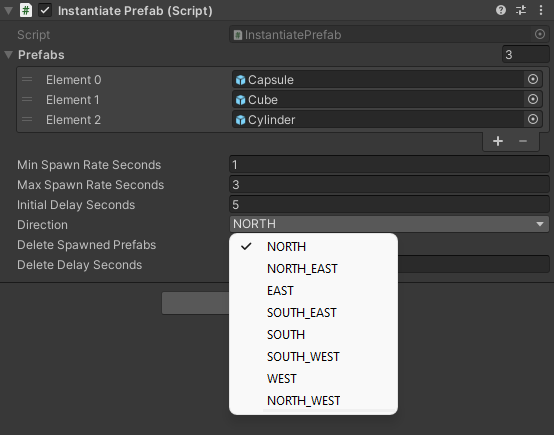 Instantiate Prefab (Script)
Script InstantiatePrefab
Prefabs 3
Element 0 Capsule
Element 1 Cube
Element 2 Cylinder
Min Spawn Rate Seconds 1
Max Spawn Rate Seconds 3
Initial Delay Seconds 5
Direction NORTH
Delete Spawned Prefabs
Delete Delay Seconds
NORTH
NORTH_EAST
EAST
SOUTH_EAST
SOUTH
SOUTH_WEST
WEST
NORTH_WEST